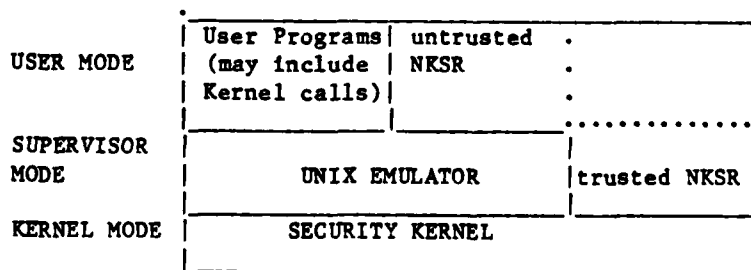 User Programs untrusted
USER MODE (may include NKSR
Kernel calls)
SUPERVISOR
MODE UNIX EMULATOR trusted NKSR
KERNEL MODE SECURITY KERNEL